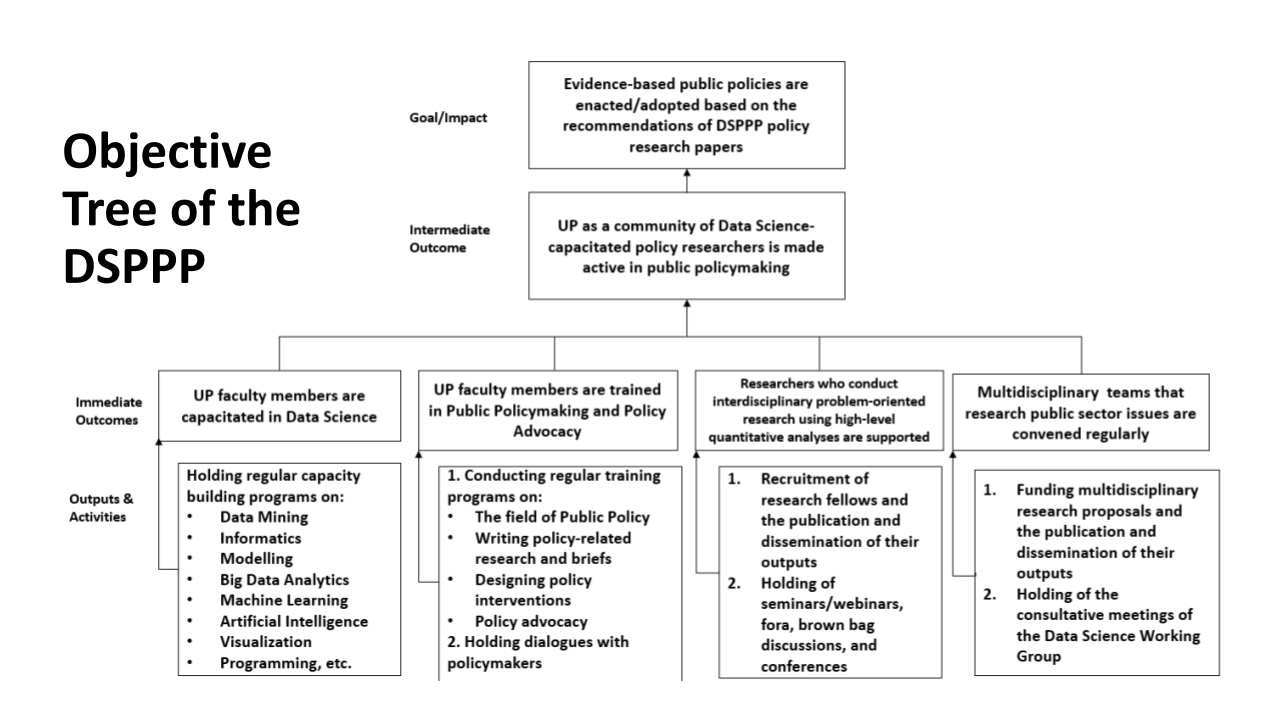 Objective
Tree of the
DSPPP
Goal/Impact
Evidence-based public policies are
enacted/adopted based on the
recommendations of DSPPP policy
research papers
Intermediate
Outcome
UP as a community of Data Science-
capacitated policy researchers is made
active in public policymaking
Immediate
Outcomes
UP faculty members are
capacitated in Data Science
UP faculty members are trained
in Public Policymaking and Policy
Advocacy
Researchers who conduct
interdisciplinary problem-oriented
research using high-level
quantitative analyses are supported
Multidisciplinary teams that
research public sector issues are
convened regularly
Outputs &
Activities
Holding regular capacity
building programs on:
• Data Mining
• Informatics
• Modelling
• Big Data Analytics
• Machine Learning
• Artificial Intelligence
• Visualization
• Programming, etc.
1. Conducting regular training
programs on:
• The field of Public Policy
• Writing policy-related
research and briefs
• Designing policy
interventions
• Policy advocacy
2. Holding dialogues with
policymakers
1. Recruitment of
research fellows and
the publication and
dissemination of their
outputs
2. Holding of
seminars/webinars,
fora, brown bag
discussions, and
conferences
1. Funding multidisciplinary
research proposals and
the publication and
dissemination of their
outputs
2. Holding of the
consultative meetings of
the Data Science Working
Group